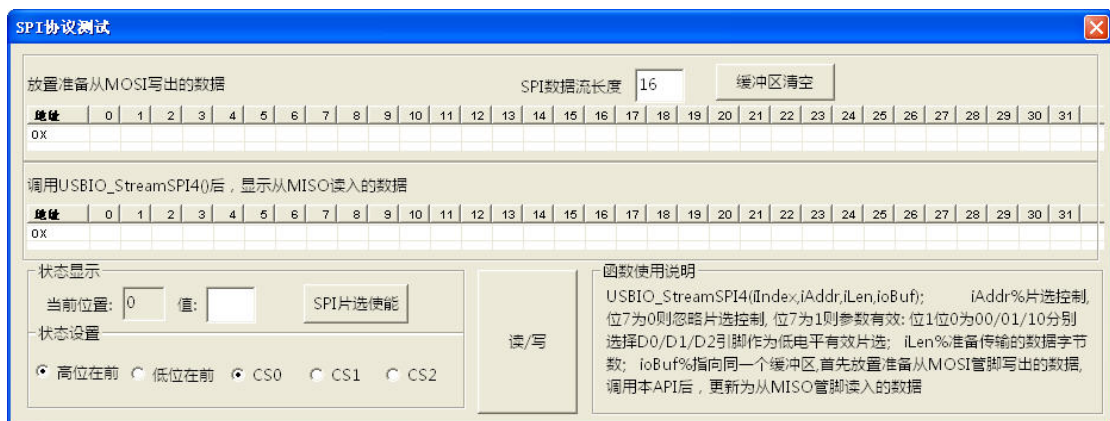 SPI协议测试
放置准备从MOSI写出的数据 SPI数据流长度 16 缓冲区清空
地址 0 1 2 3 4 5 6 7 8 9 10 11 12 13 14 15 16 17 18 19 20 21 22 23 24 25 26 27 28 29 30 31
0X
调用USBIO_StreamSPI4()后，显示从MISO读入的数据
地址 0 1 2 3 4 5 6 7 8 9 10 11 12 13 14 15 16 17 18 19 20 21 22 23 24 25 26 27 28 29 30 31
0X
状态显示
当前位置: 0 值: SPI片选使能
状态设置
高位在前 低位在前 CS0 CS1 CS2
读/写
函数使用说明
USBIO_StreamSPI4(iIndex,iAddr,iLen,ioBuf); iAddr%片选控制,
位7为0则忽略片选控制, 位7为1则参数有效: 位1位0为00/01/10分别
选择D0/D1/D2引脚作为低电平有效片选; iLen%准备传输的数据字节
数; ioBuf%指向同一个缓冲区,首先放置准备从MOSI管脚写出的数据,
调用本API后，更新为从MISO管脚读入的数据